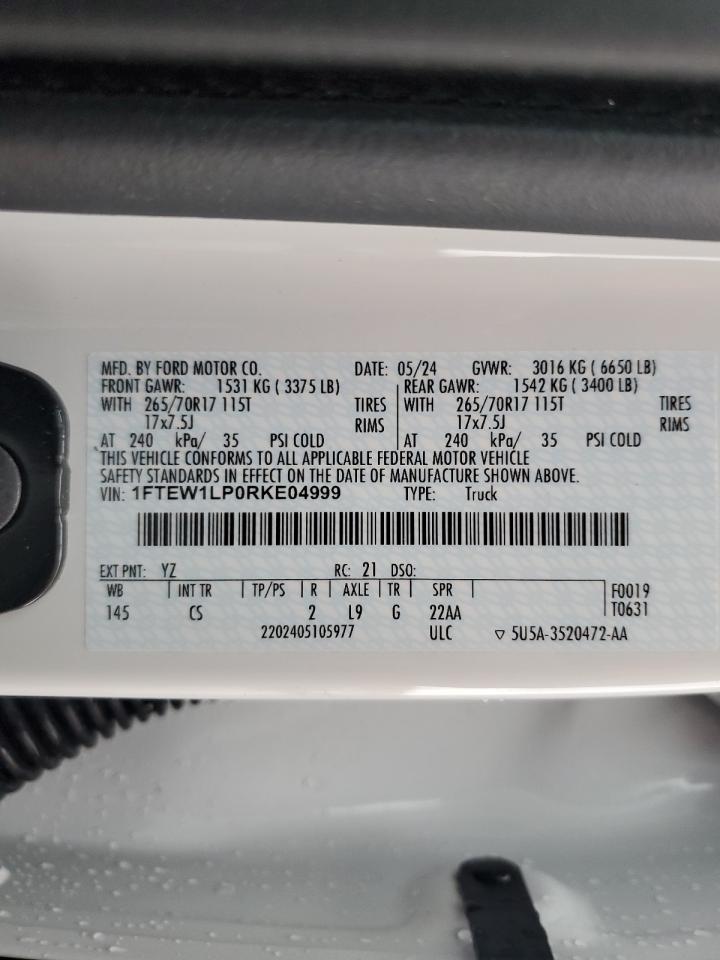 MFD. BY FORD MOTOR CO. DATE: 05/24 GVWR: 3016 KG ( 6650 LB)
FRONT GAWR: 1531 KG ( 3375 LB) REAR GAWR: 1542 KG ( 3400 LB)
WITH 265/70R17 115T TIRES WITH 265/70R17 115T TIRES
17x7.5J RIMS 17x7.5J RIMS
AT 240 kPa/ 35 PSI COLD AT 240 kPa/ 35 PSI COLD
THIS VEHICLE CONFORMS TO ALL APPLICABLE FEDERAL MOTOR VEHICLE
SAFETY STANDARDS IN EFFECT ON THE DATE OF MANUFACTURE SHOWN ABOVE.
VIN: 1FTEW1LP0RKE04999 TYPE: Truck
EXT PNT: YZ RC: 21 DSO:
WB INT TR TP/PS R AXLE TR SPR F0019
145 CS 2 L9 G 22AA T0631
2202405105977 ULC ▽ 5U5A-3520472-AA